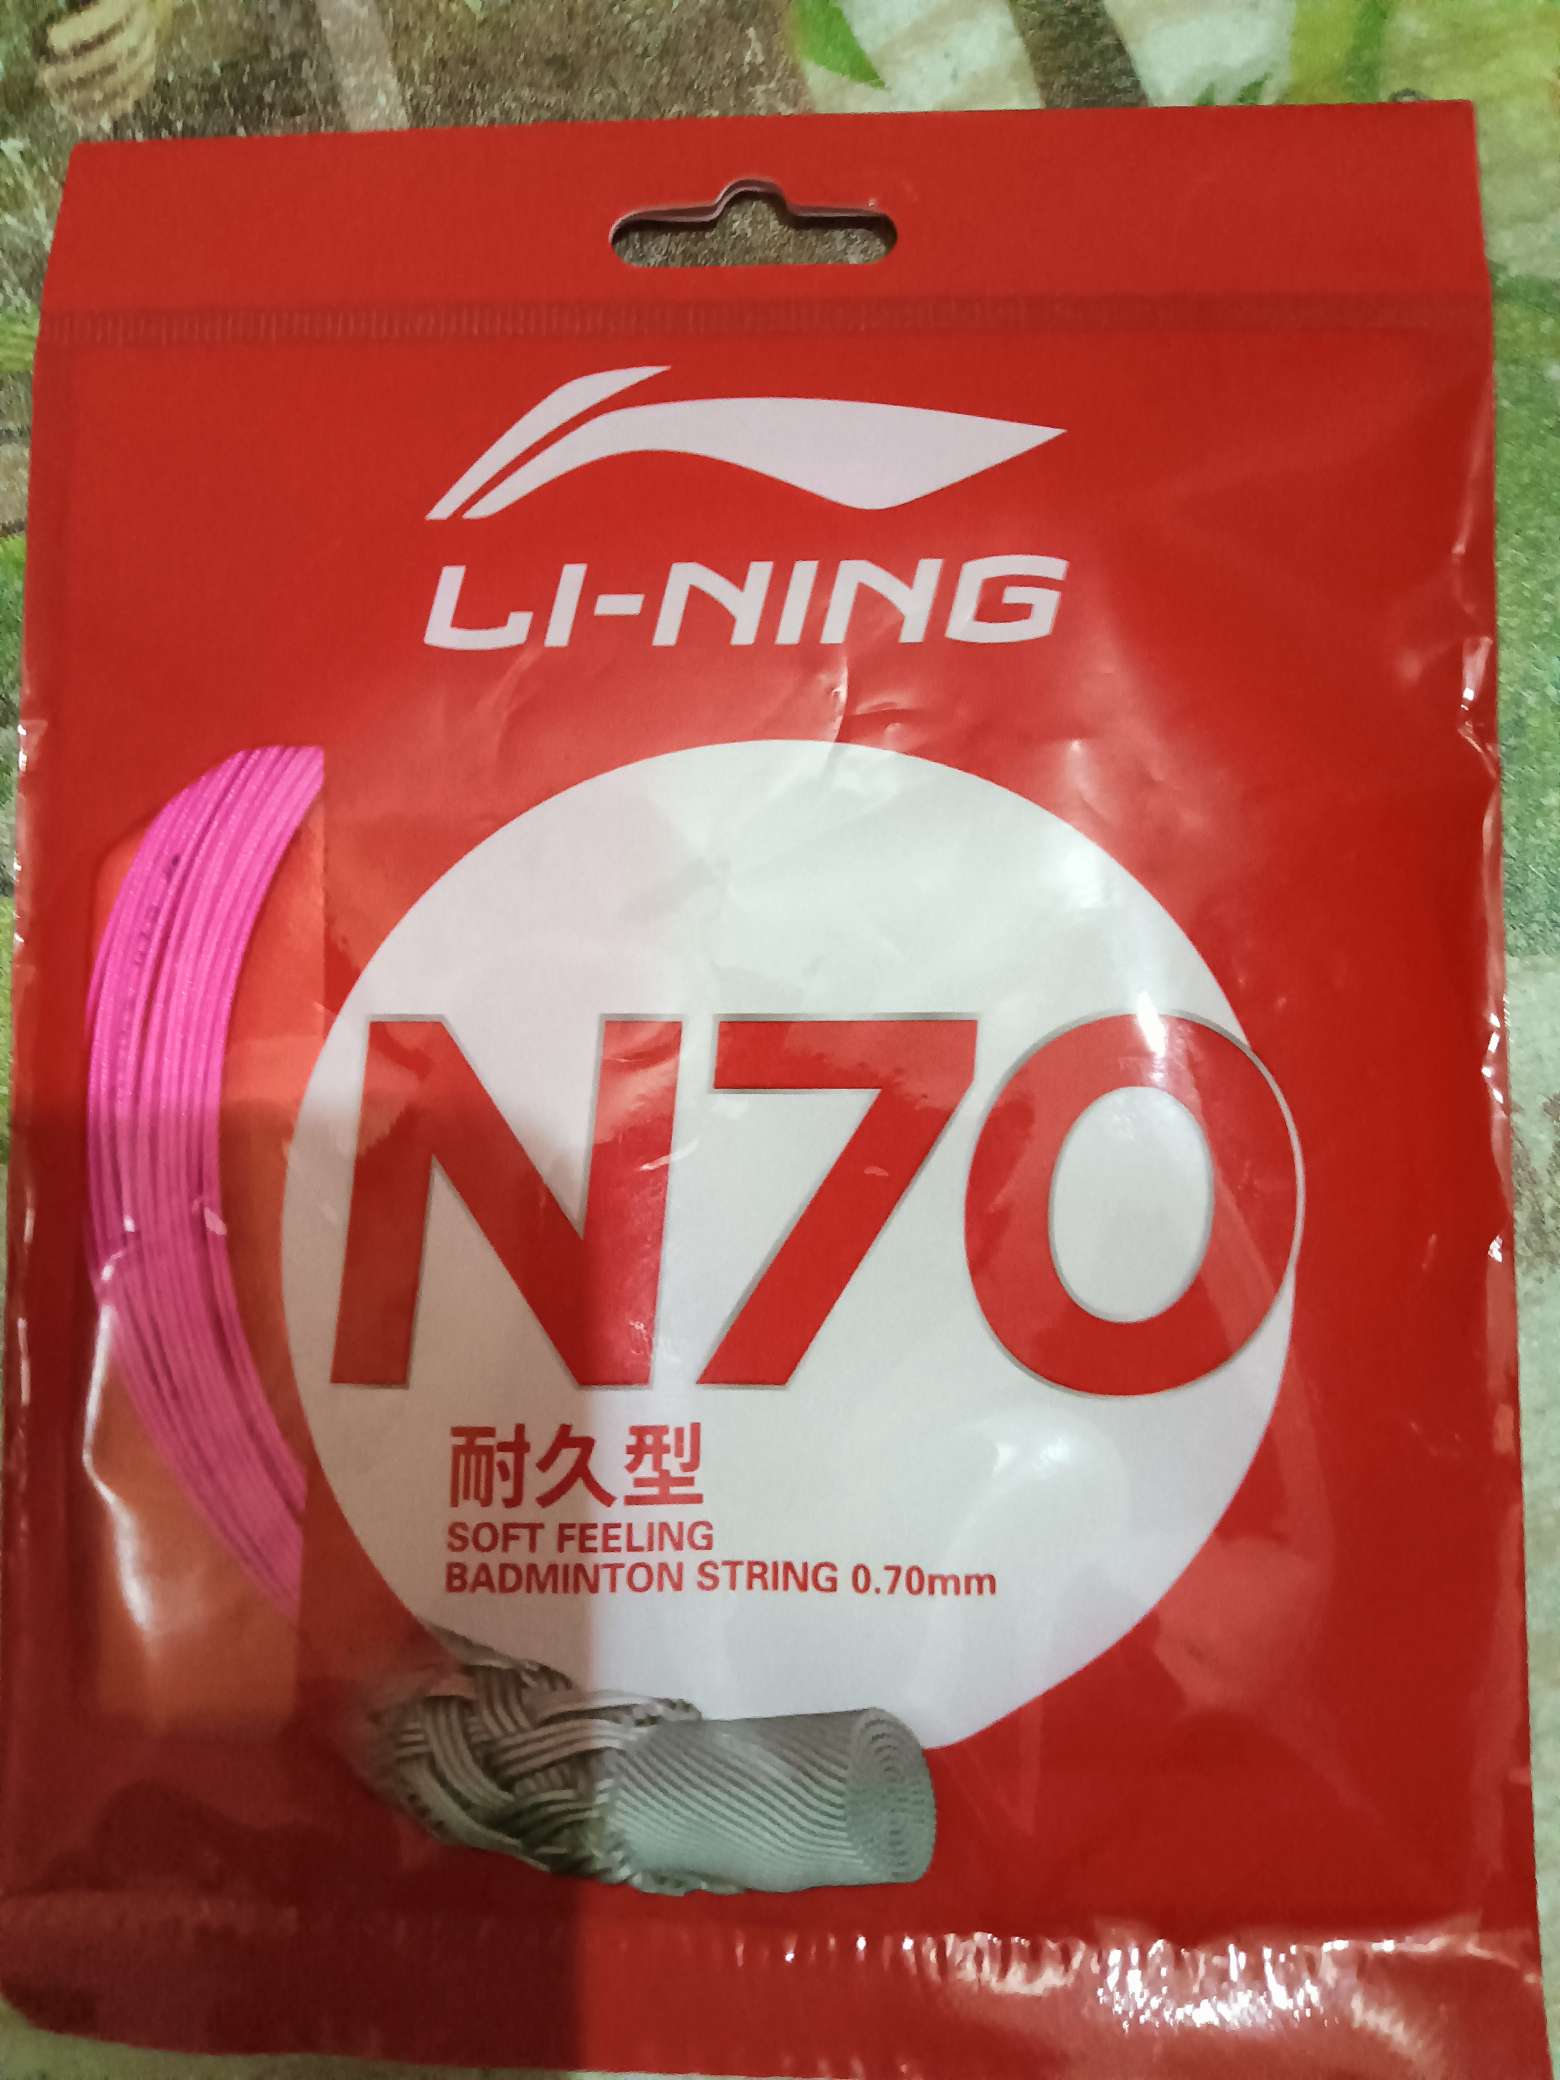 LI-NING
N70
耐久型
SOFT FEELING
BADMINTON STRING 0.70mm